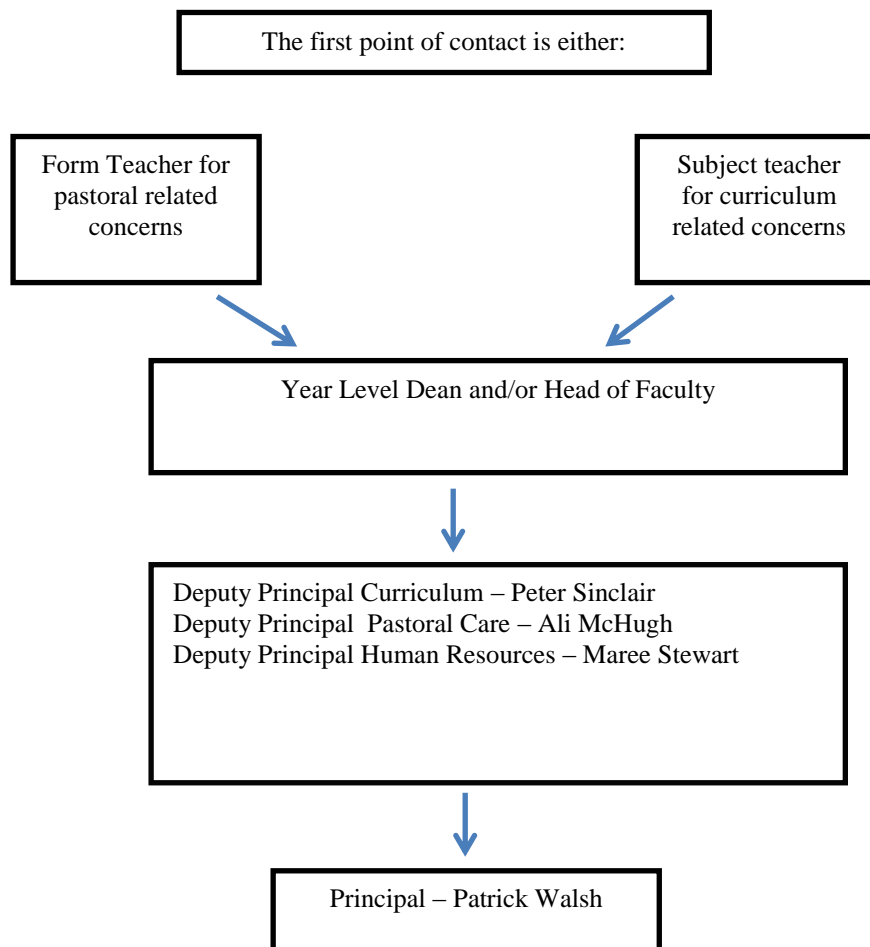 The first point of contact is either:
Form Teacher for
pastoral related
concerns
Subject teacher
for curriculum
related concerns
Year Level Dean and/or Head of Faculty
Deputy Principal Curriculum – Peter Sinclair
Deputy Principal  Pastoral Care – Ali McHugh
Deputy Principal Human Resources – Maree Stewart
Principal – Patrick Walsh